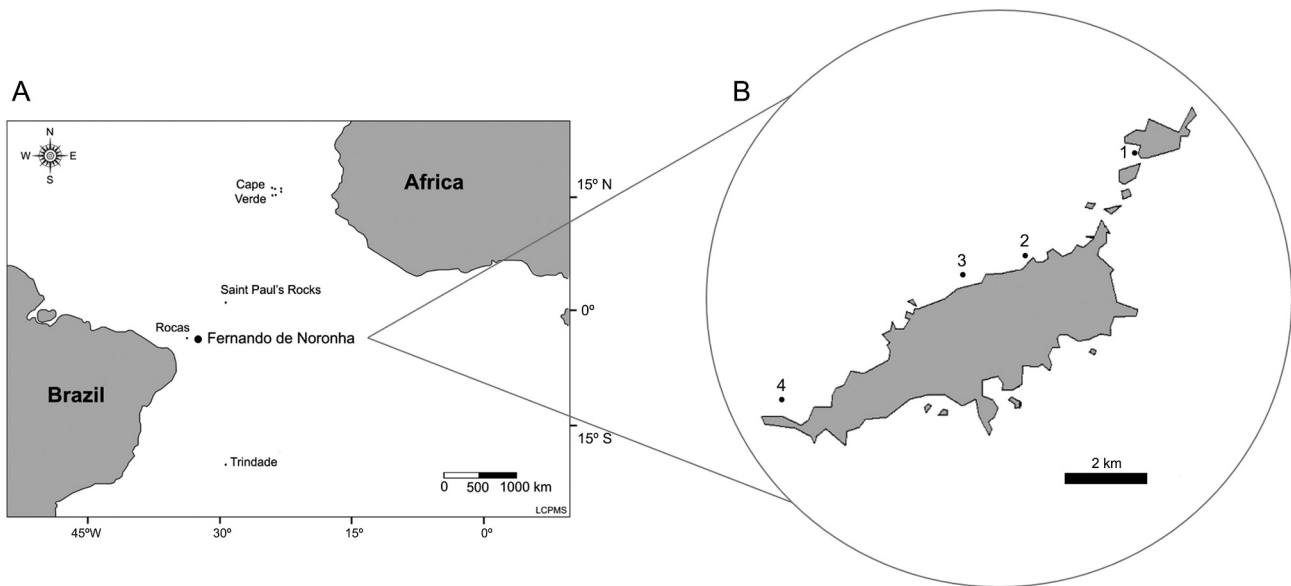 A
N
W E
S
Cape
Verde
Africa
15º N
Saint Paul's Rocks
0º
Rocas
Fernando de Noronha
Brazil
15º S
Trindade
0 500 1000 km
LCPMS
45ºW 30º 15º 0º
B
1
2
3
4
2 km